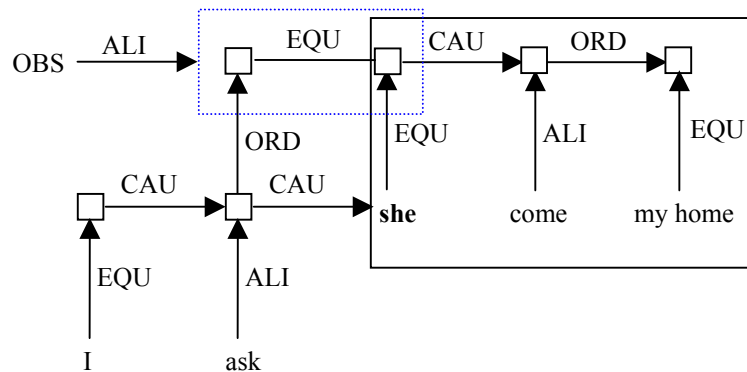 OBS ALI EQU CAU ORD
ORD EQU ALI EQU
CAU CAU she come my home
EQU ALI
I ask